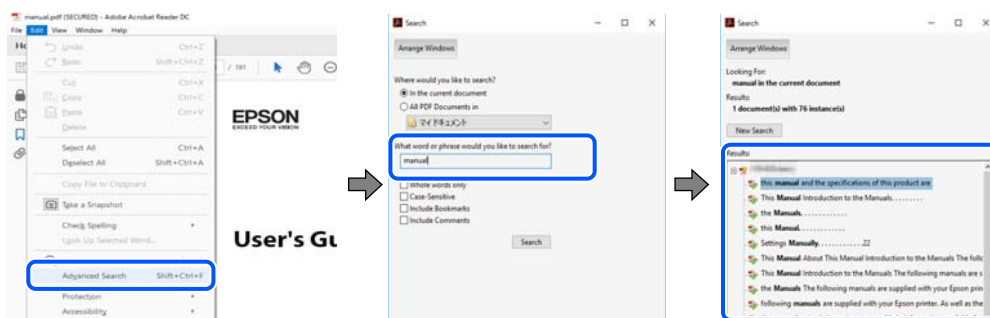 manual.pdf (SECURED) - Adobe Acrobat Reader DC
File Edit View Window Help
Undo Ctrl+Z
Redo Shift+Ctrl+Z
Cut Ctrl+X
Copy Ctrl+C
Paste Ctrl+V
Delete
Select All Ctrl+A
Deselect All Shift+Ctrl+A
Copy File to Clipboard
Take a Snapshot
Check Spelling
Look Up Selected Word...
Advanced Search Shift+Ctrl+F
Protection
Accessibility
/ 181
EPSON
EXCEED YOUR VISION
User's Gu
Search
Arrange Windows
Where would you like to search?
In the current document
All PDF Documents in
マイ ドキュメント
What word or phrase would you like to search for?
manual
Whole words only
Case-Sensitive
Include Bookmarks
Include Comments
Search
Search
Arrange Windows
Looking For:
manual in the current document
Results:
1 document(s) with 76 instance(s)
New Search
Results:
this manual and the specifications of this product are
This Manual Introduction to the Manuals. . . . . . . . .
the Manuals. . . . . . . . . . . . .
this Manual. . . . . . . . . . . . .
Settings Manually. . . . . . . . . . . . .22
This Manual About This Manual Introduction to the Manuals The follo
This Manual Introduction to the Manuals The following manuals are s
the Manuals The following manuals are supplied with your Epson prin
following manuals are supplied with your Epson printer. As well as the